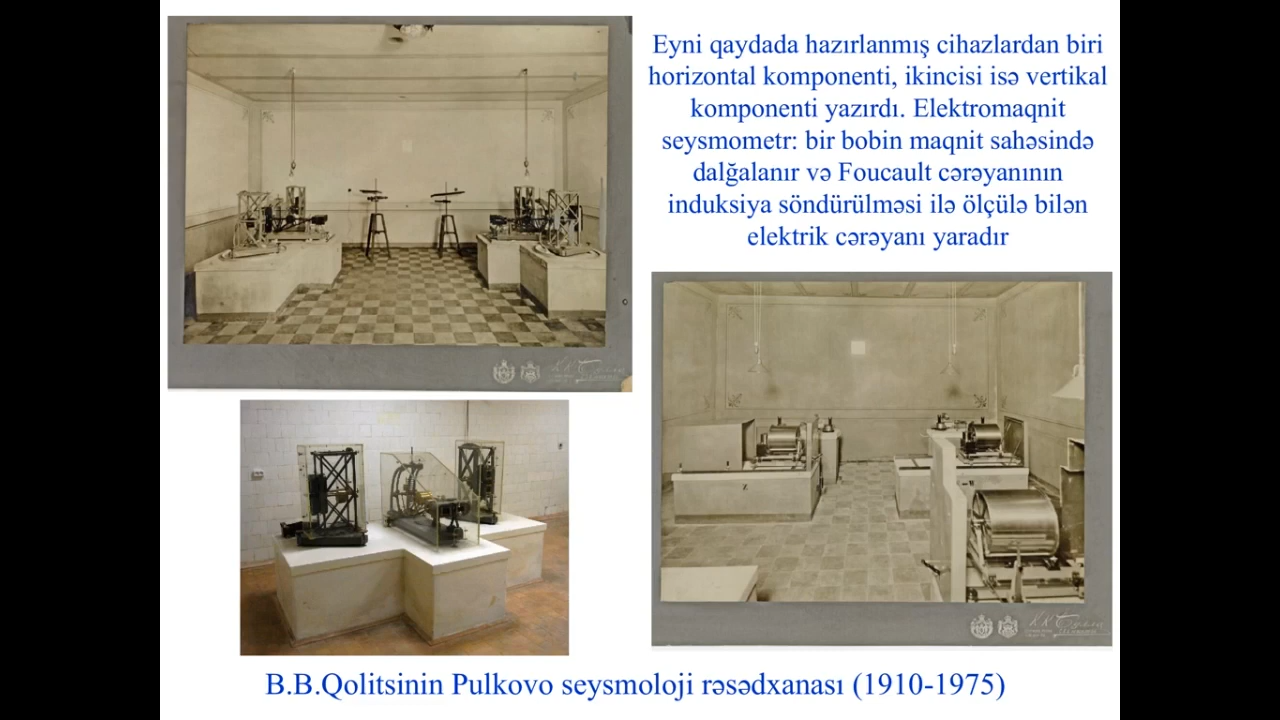 Eyni qaydada hazırlanmış cihazlardan biri
horizontal komponenti, ikincisi isə vertikal
komponenti yazırdı. Elektromaqnit
seysmometr: bir bobin maqnit sahəsində
dalğalanır və Foucault cərəyanının
induksiya söndürülməsi ilə ölçülə bilən
elektrik cərəyanı yaradır
B.B.Qolitsinin Pulkovo seysmoloji rəsədxanası (1910-1975)